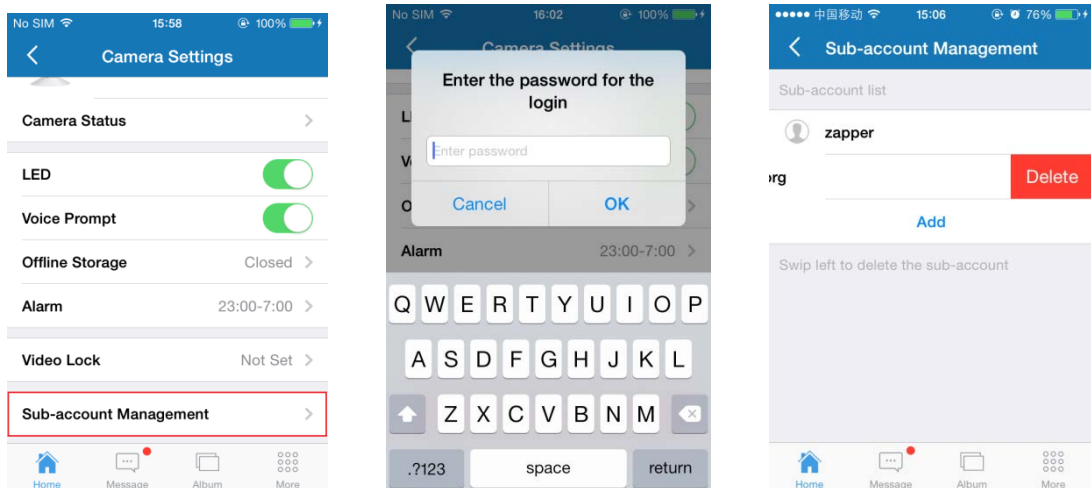 No SIM 15:58 100%
Camera Settings
Camera Status
LED
Voice Prompt
Offline Storage Closed
Alarm 23:00-7:00
Video Lock Not Set
Sub-account Management
Home Message Album More
No SIM 16:02 100%
Camera Settings
Enter the password for the
login
Enter password
Cancel OK
Alarm 23:00-7:00
Q W E R T Y U I O P
A S D F G H J K L
Z X C V B N M
.?123 space return
中国移动 15:06 76%
Sub-account Management
Sub-account list
zapper
org Delete
Add
Swip left to delete the sub-account
Home Message Album More